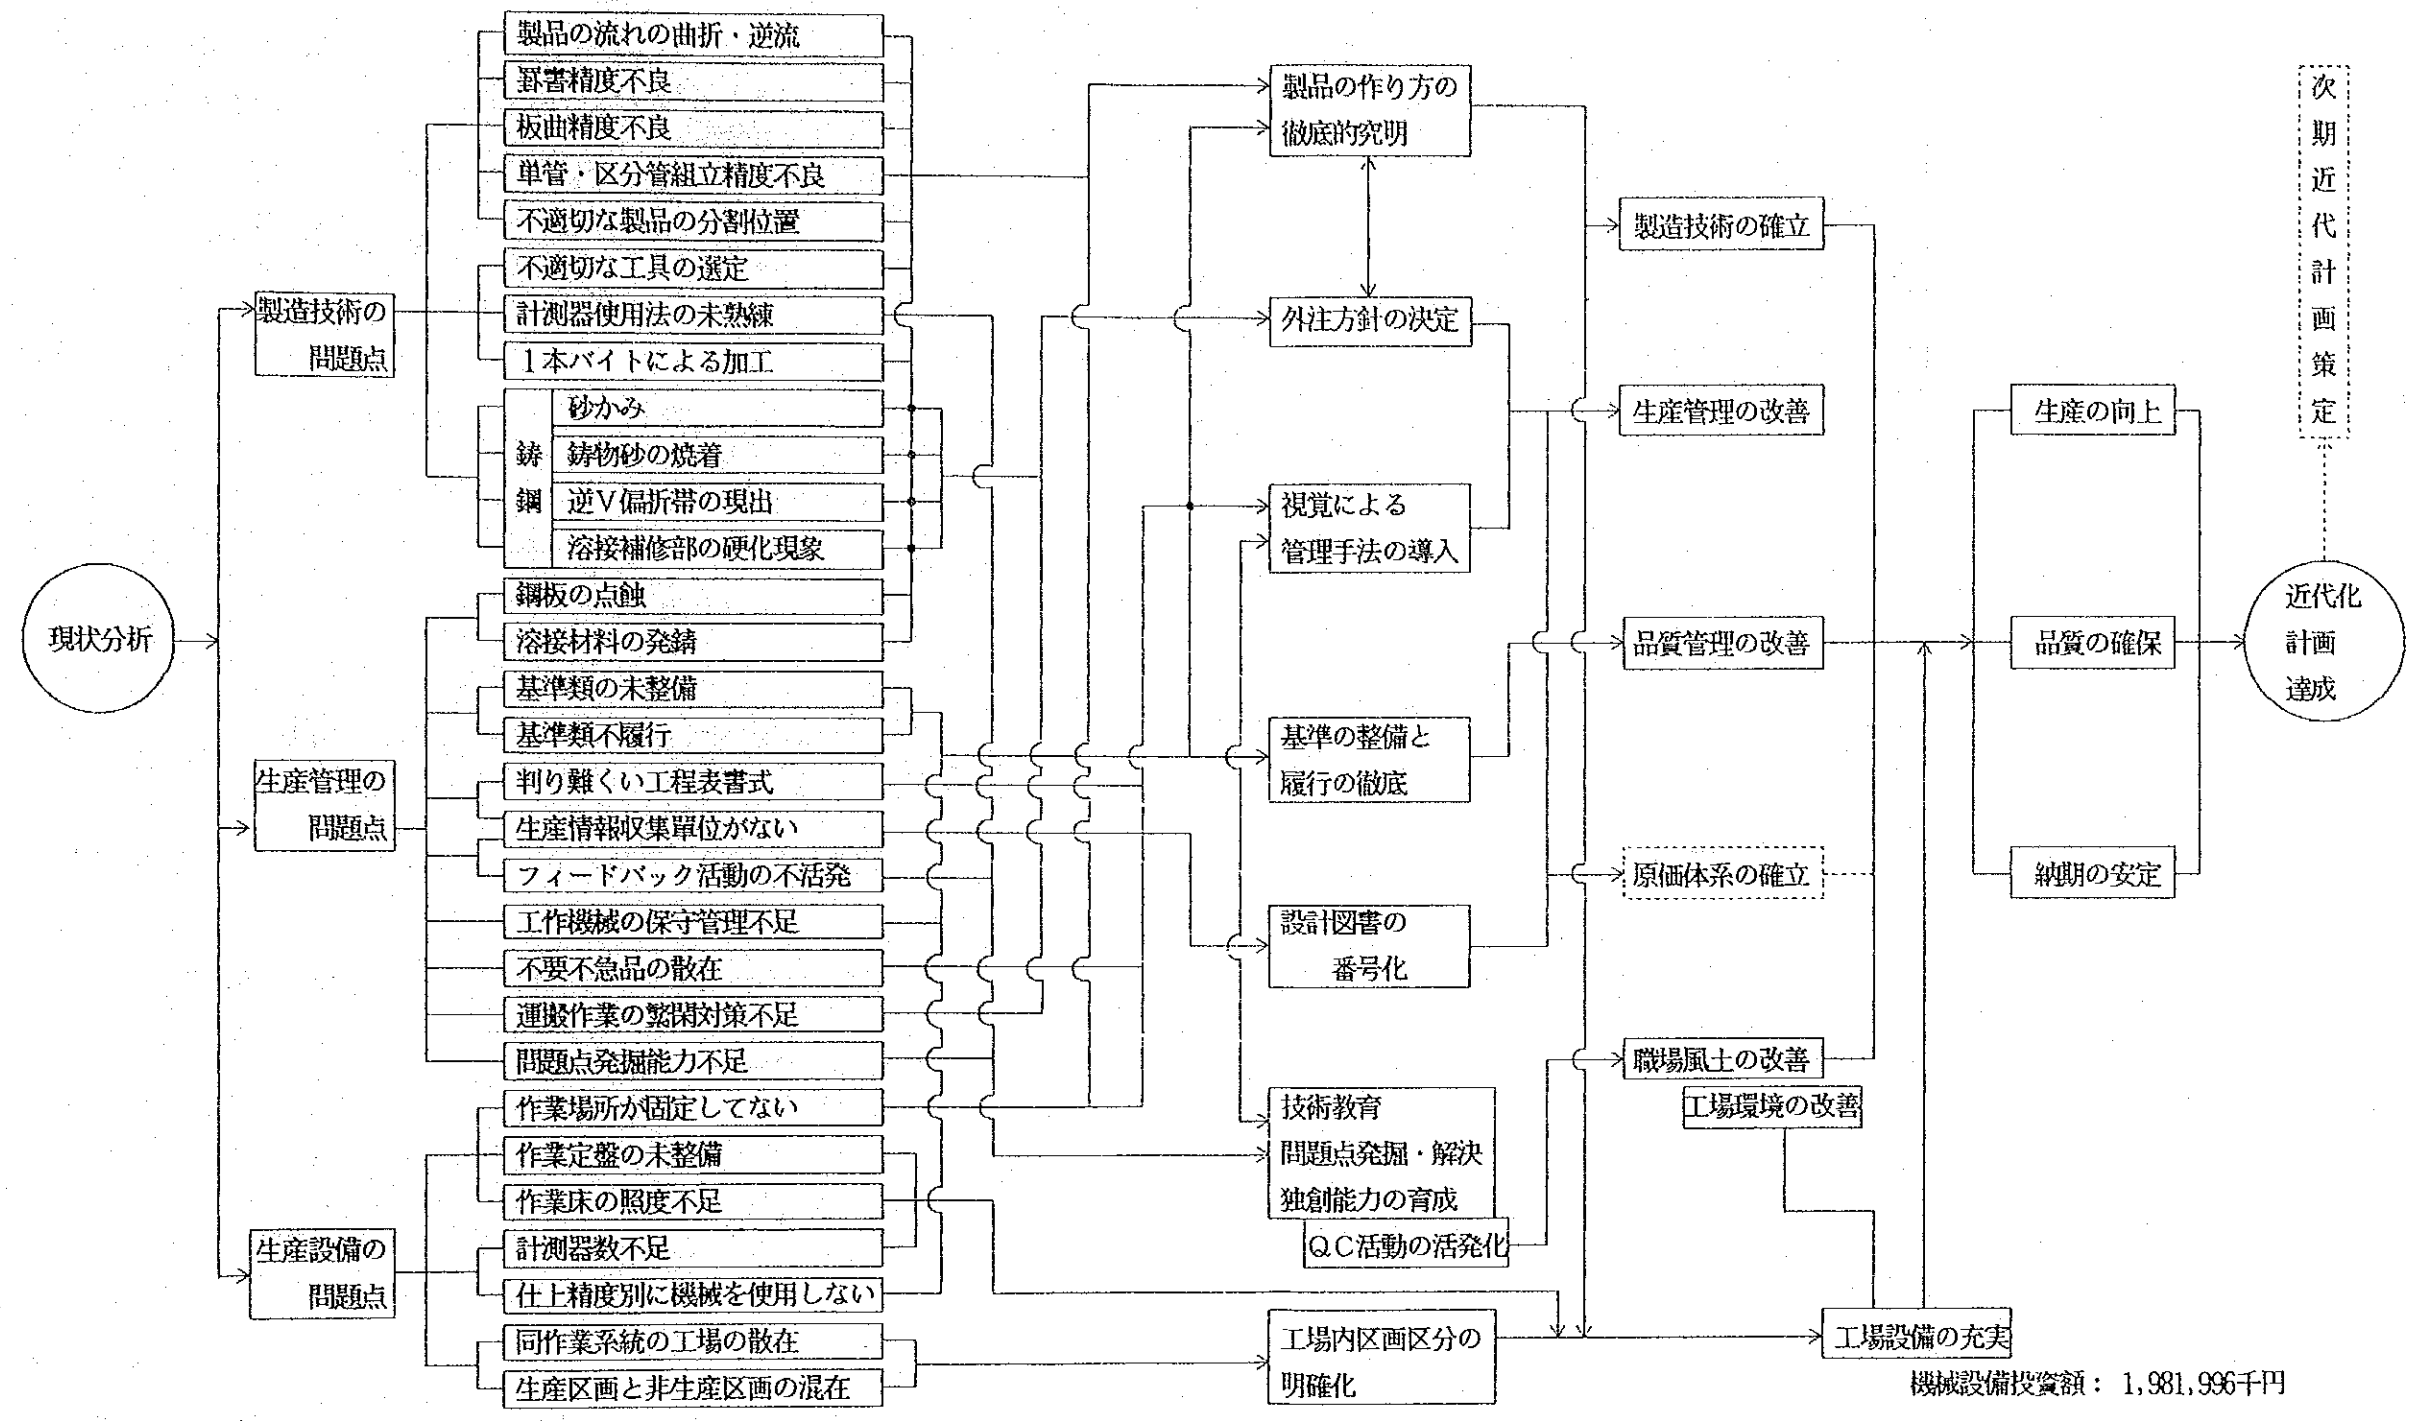 現状分析
製造技術の
問題点
生産管理の
問題点
生産設備の
問題点
製品の流れの曲折・逆流
罫書精度不良
板曲精度不良
単管・区分管組立精度不良
不適切な製品の分割位置
不適切な工具の選定
計測器使用法の未熟練
1本バイトによる加工
鋳
鋼
砂かみ
鋳物砂の焼着
逆V偏折帯の現出
溶接補修部の硬化現象
鋼板の点蝕
溶接材料の発錆
基準類の未整備
基準類不履行
判り難くい工程表書式
生産情報収集単位がない
フィードバック活動の不活発
工作機械の保守管理不足
不要不急品の散在
運搬作業の繁閑対策不足
問題点発掘能力不足
作業場所が固定してない
作業定盤の未整備
作業床の照度不足
計測器数不足
仕上精度別に機械を使用しない
同作業系統の工場の散在
生産区画と非生産区画の混在
製品の作り方の
徹底的究明
外注方針の決定
視覚による
管理手法の導入
基準の整備と
履行の徹底
設計図書の
番号化
技術教育
問題点発掘・解決
独創能力の育成
QC活動の活発化
工場内区画区分の
明確化
製造技術の確立
生産管理の改善
品質管理の改善
原価体系の確立
職場風土の改善
工場環境の改善
工場設備の充実
機械設備投資額： 1,981,996千円
生産の向上
品質の確保
納期の安定
近代化
計画
達成
次期近代計画策定